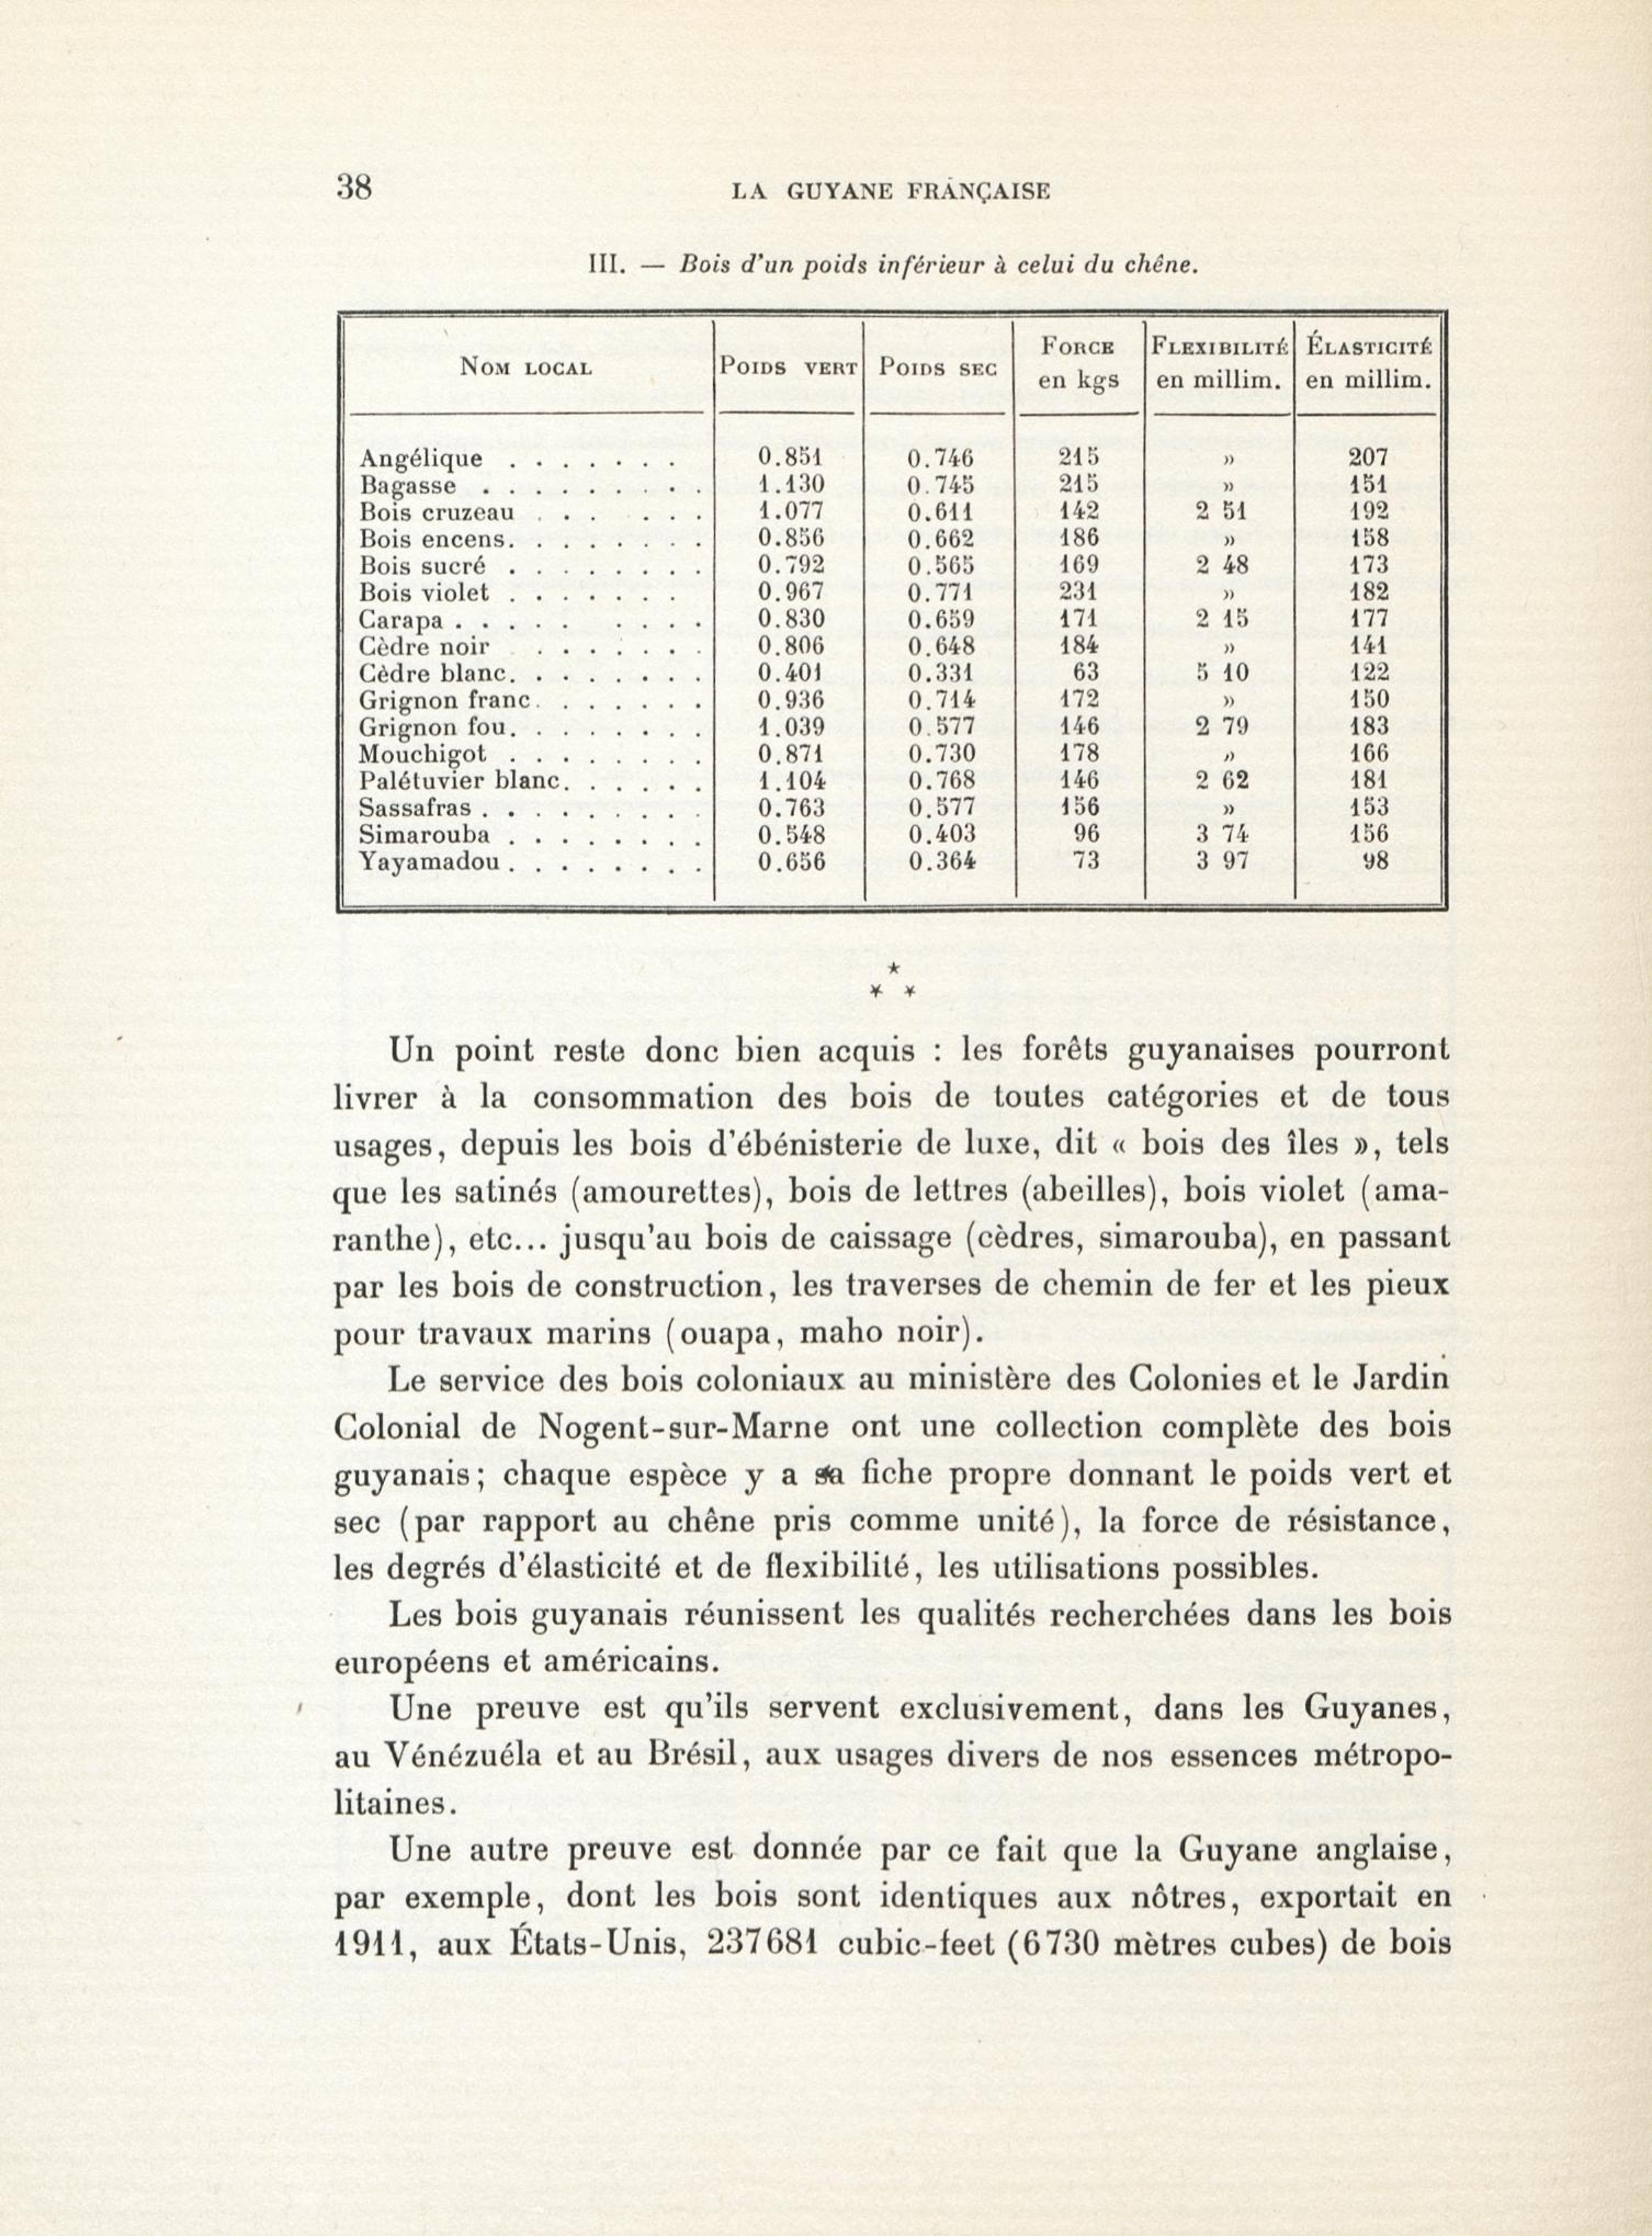 38
LA GUYANE FRANÇAISE
III. — Bois d'un poids inférieur à celui du chêne.
NOM LOCAL POIDS VERT POIDS SEC FORCE en kgs FLEXIBILITÉ en millim. ÉLASTICITÉ en millim.
Angélique . . . . . . . 0.851 0.746 215 » 207
Bagasse . . . . . . . . . 1.130 0.745 215 » 151
Bois cruzeau . . . . . . 1.077 0.611 142 2 51 192
Bois encens. . . . . . . . 0.856 0.662 186 » 158
Bois sucré . . . . . . . . 0.792 0.565 169 2 48 173
Bois violet . . . . . . . 0.967 0.771 231 » 182
Carapa . . . . . . . . . 0.830 0.659 171 2 15 177
Cèdre noir . . . . . . . 0.806 0.648 184 » 141
Cèdre blanc. . . . . . . . 0.401 0.331 63 5 10 122
Grignon franc. . . . . . . 0.936 0.714 172 » 150
Grignon fou. . . . . . . . 1.039 0.577 146 2 79 183
Mouchigot . . . . . . . . 0.871 0.730 178 » 166
Palétuvier blanc. . . . . . 1.104 0.768 146 2 62 181
Sassafras . . . . . . . . . 0.763 0.577 156 » 153
Simarouba . . . . . . . . 0.548 0.403 96 3 74 156
Yayamadou . . . . . . . . 0.656 0.364 73 3 97 98
* * *
Un point reste donc bien acquis : les forêts guyanaises pourront
livrer à la consommation des bois de toutes catégories et de tous
usages, depuis les bois d'ébénisterie de luxe, dit « bois des îles », tels
que les satinés (amourettes), bois de lettres (abeilles), bois violet (ama-
ranthe), etc... jusqu'au bois de caissage (cèdres, simarouba), en passant
par les bois de construction, les traverses de chemin de fer et les pieux
pour travaux marins (ouapa, maho noir).
Le service des bois coloniaux au ministère des Colonies et le Jardin
Colonial de Nogent-sur-Marne ont une collection complète des bois
guyanais; chaque espèce y a sa fiche propre donnant le poids vert et
sec (par rapport au chêne pris comme unité), la force de résistance,
les degrés d'élasticité et de flexibilité, les utilisations possibles.
Les bois guyanais réunissent les qualités recherchées dans les bois
européens et américains.
Une preuve est qu'ils servent exclusivement, dans les Guyanes,
au Vénézuéla et au Brésil, aux usages divers de nos essences métropo-
litaines.
Une autre preuve est donnée par ce fait que la Guyane anglaise,
par exemple, dont les bois sont identiques aux nôtres, exportait en
1911, aux États-Unis, 237681 cubic-feet (6730 mètres cubes) de bois